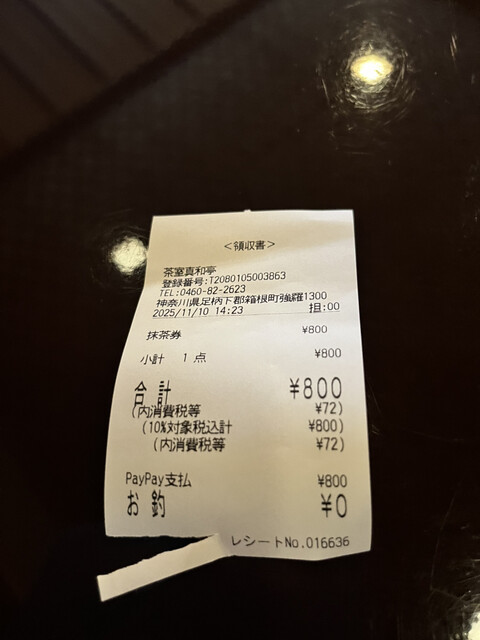 <領収書>
茶室真和亭
登録番号:T2080105003863
TEL:0460-82-2623
神奈川県足柄下郡箱根町強羅1300
2025/11/10 14:23 担:00
抹茶券 ¥800
小計 1点 ¥800
合計 ¥800
(内消費税等 ¥72)
(10%対象税込計 ¥800)
(内消費税等 ¥72)
PayPay支払 ¥800
お釣 ¥0
レシートNo.016636